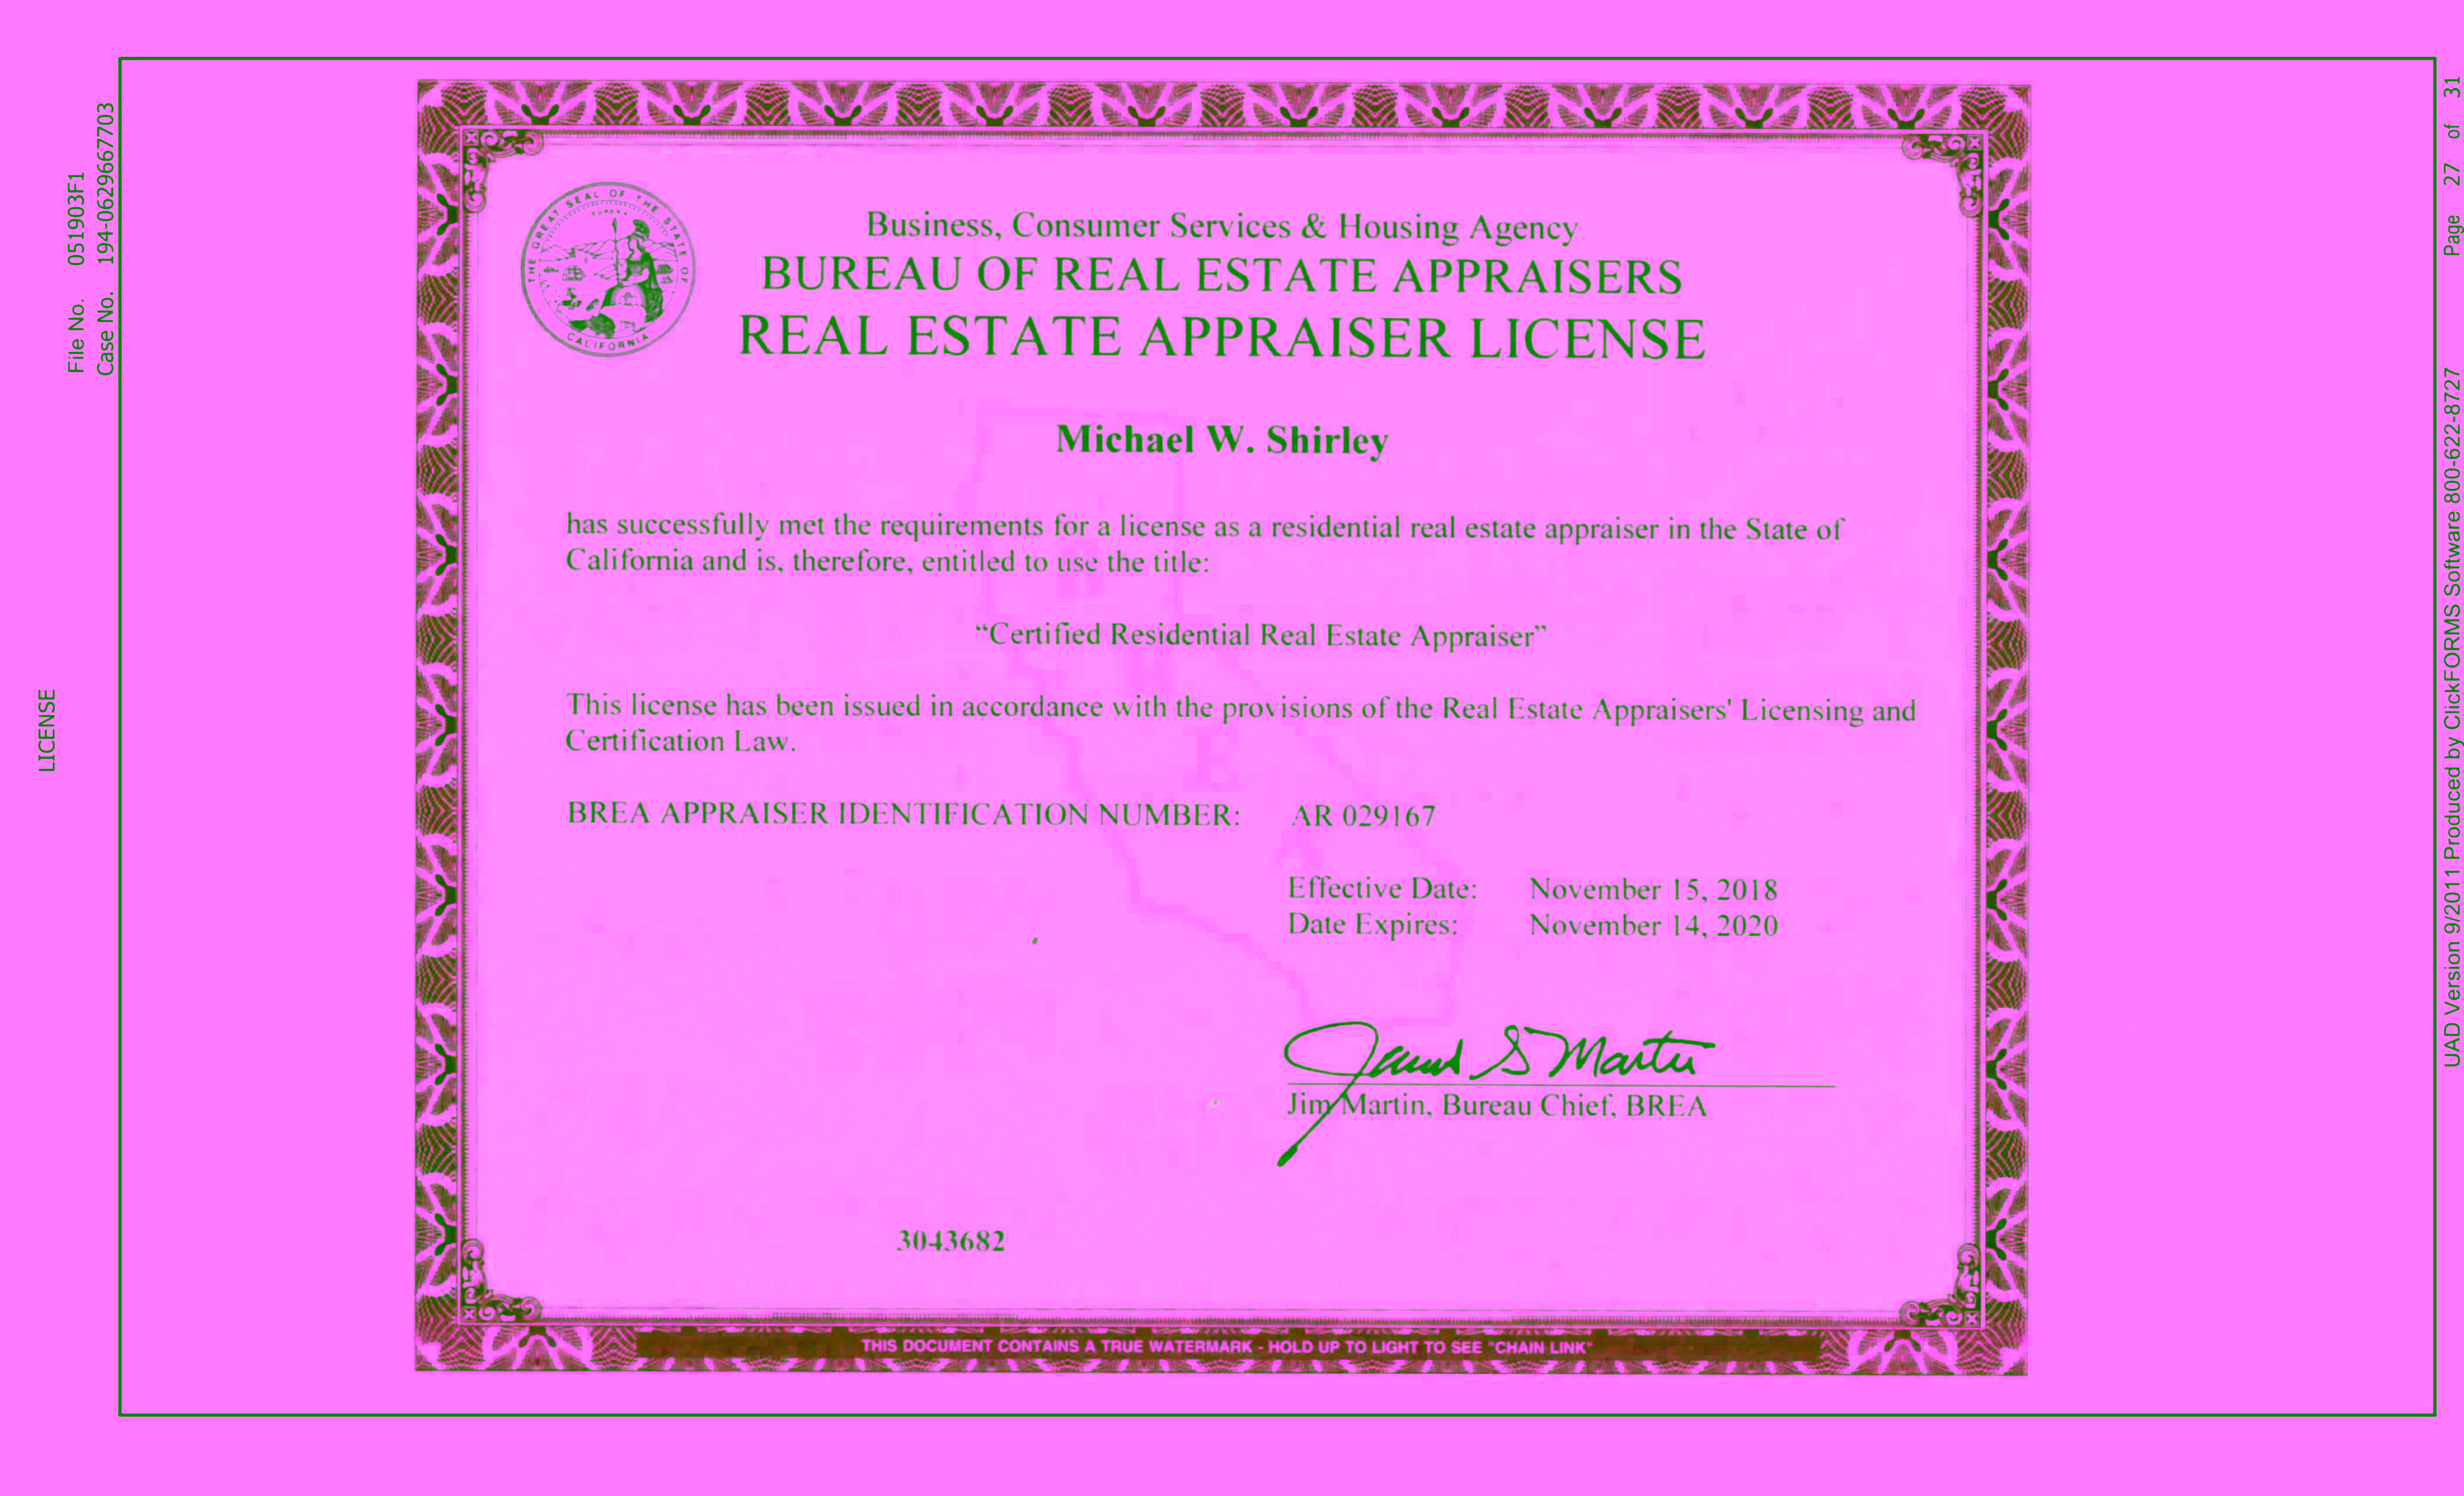 LICENSE
File No. 051903F1
Case No. 194-06296677703
THE GREAT SEAL OF THE STATE OF CALIFORNIA
EUREKA
Business, Consumer Services & Housing Agency
BUREAU OF REAL ESTATE APPRAISERS
REAL ESTATE APPRAISER LICENSE
Michael W. Shirley
has successfully met the requirements for a license as a residential real estate appraiser in the State of
California and is, therefore, entitled to use the title:
“Certified Residential Real Estate Appraiser”
This license has been issued in accordance with the provisions of the Real Estate Appraisers' Licensing and
Certification Law.
BREA APPRAISER IDENTIFICATION NUMBER: AR 029167
Effective Date: November 15, 2018
Date Expires: November 14, 2020
James S Martin
Jim Martin, Bureau Chief, BREA
3043682
THIS DOCUMENT CONTAINS A TRUE WATERMARK - HOLD UP TO LIGHT TO SEE "CHAIN LINK"
Page 27 of 31
UAD Version 9/2011 Produced by ClickFORMS Software 800-622-8727